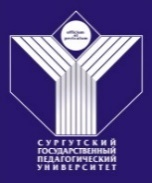 СУРГУТСКИЙ
ГОСУДАРСТВЕННЫЙ
ПЕДАГОГИЧЕСКИЙ
УНИВЕРСИТЕТ